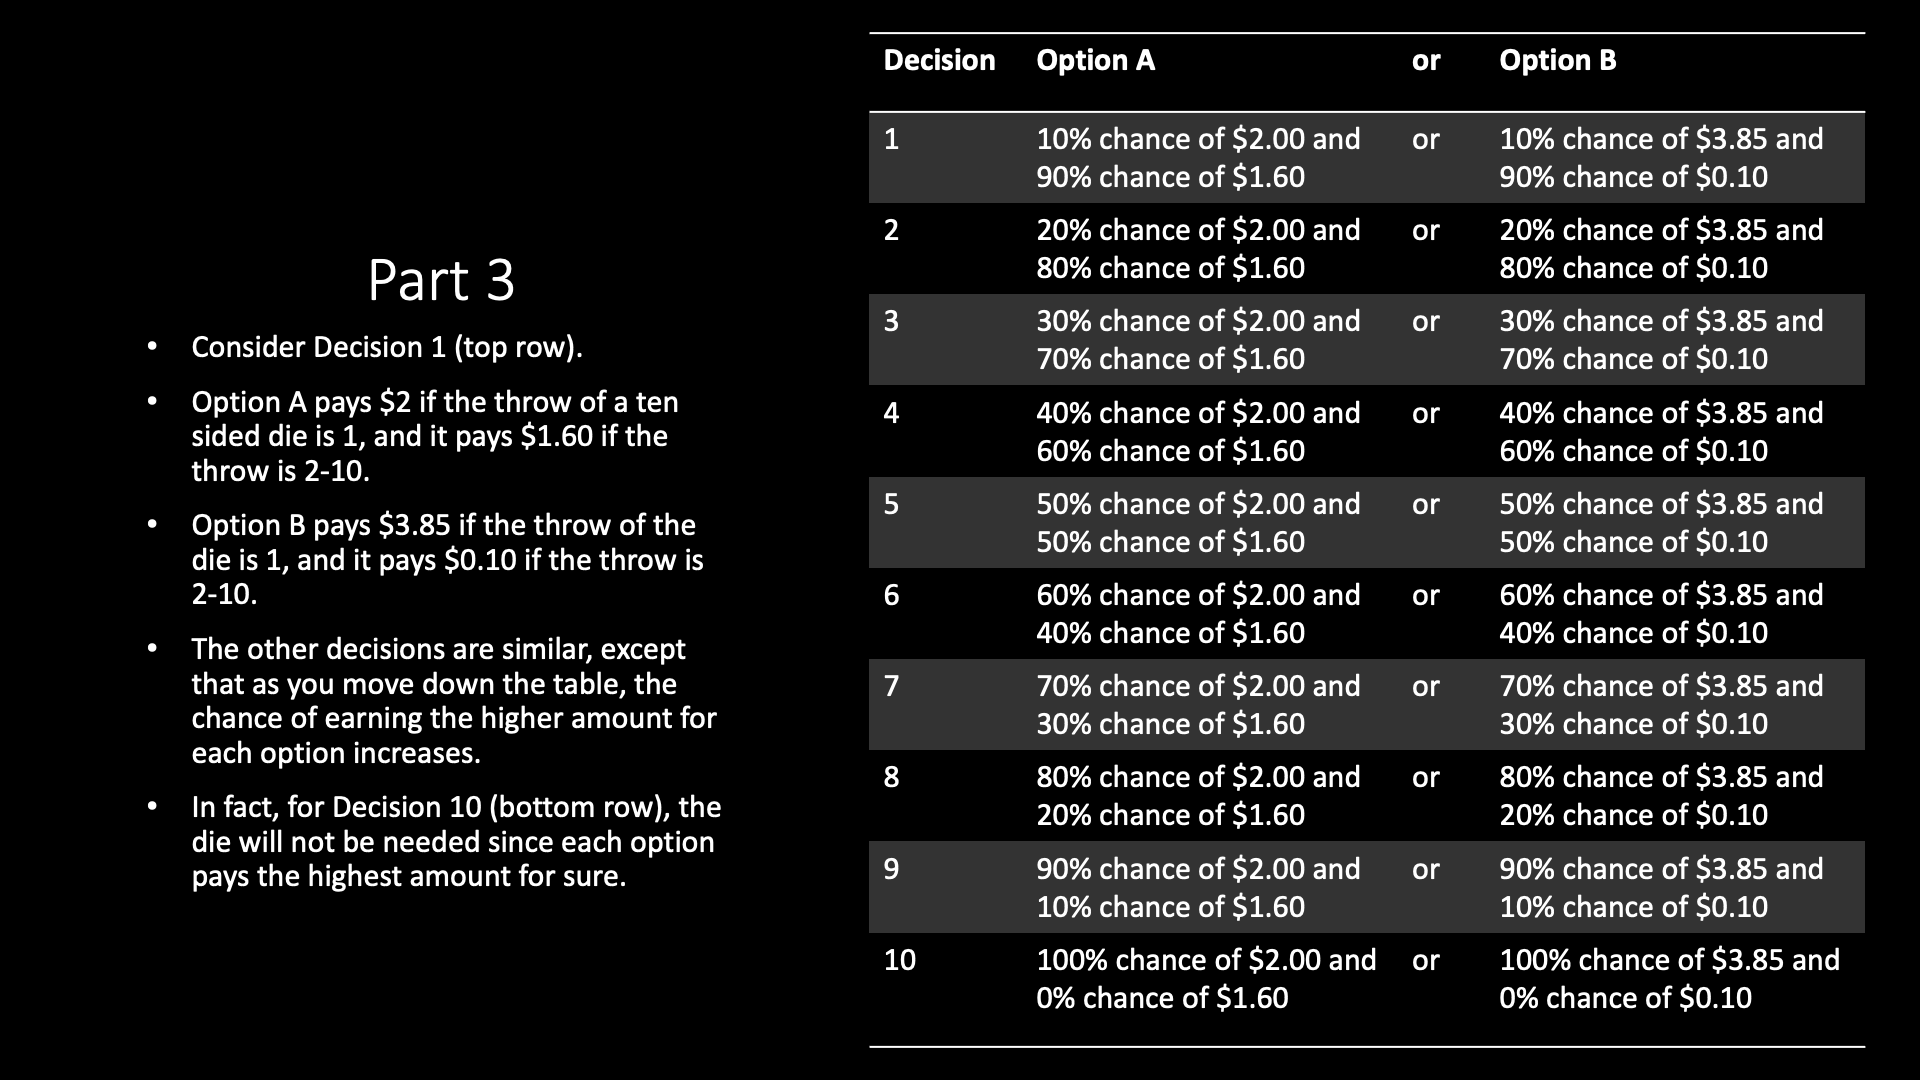 Part 3
• Consider Decision 1 (top row).
• Option A pays $2 if the throw of a ten
sided die is 1, and it pays $1.60 if the
throw is 2-10.
• Option B pays $3.85 if the throw of the
die is 1, and it pays $0.10 if the throw is
2-10.
• The other decisions are similar, except
that as you move down the table, the
chance of earning the higher amount for
each option increases.
• In fact, for Decision 10 (bottom row), the
die will not be needed since each option
pays the highest amount for sure.
Decision Option A or Option B
1 10% chance of $2.00 and or 10% chance of $3.85 and
90% chance of $1.60 90% chance of $0.10
2 20% chance of $2.00 and or 20% chance of $3.85 and
80% chance of $1.60 80% chance of $0.10
3 30% chance of $2.00 and or 30% chance of $3.85 and
70% chance of $1.60 70% chance of $0.10
4 40% chance of $2.00 and or 40% chance of $3.85 and
60% chance of $1.60 60% chance of $0.10
5 50% chance of $2.00 and or 50% chance of $3.85 and
50% chance of $1.60 50% chance of $0.10
6 60% chance of $2.00 and or 60% chance of $3.85 and
40% chance of $1.60 40% chance of $0.10
7 70% chance of $2.00 and or 70% chance of $3.85 and
30% chance of $1.60 30% chance of $0.10
8 80% chance of $2.00 and or 80% chance of $3.85 and
20% chance of $1.60 20% chance of $0.10
9 90% chance of $2.00 and or 90% chance of $3.85 and
10% chance of $1.60 10% chance of $0.10
10 100% chance of $2.00 and or 100% chance of $3.85 and
0% chance of $1.60 0% chance of $0.10